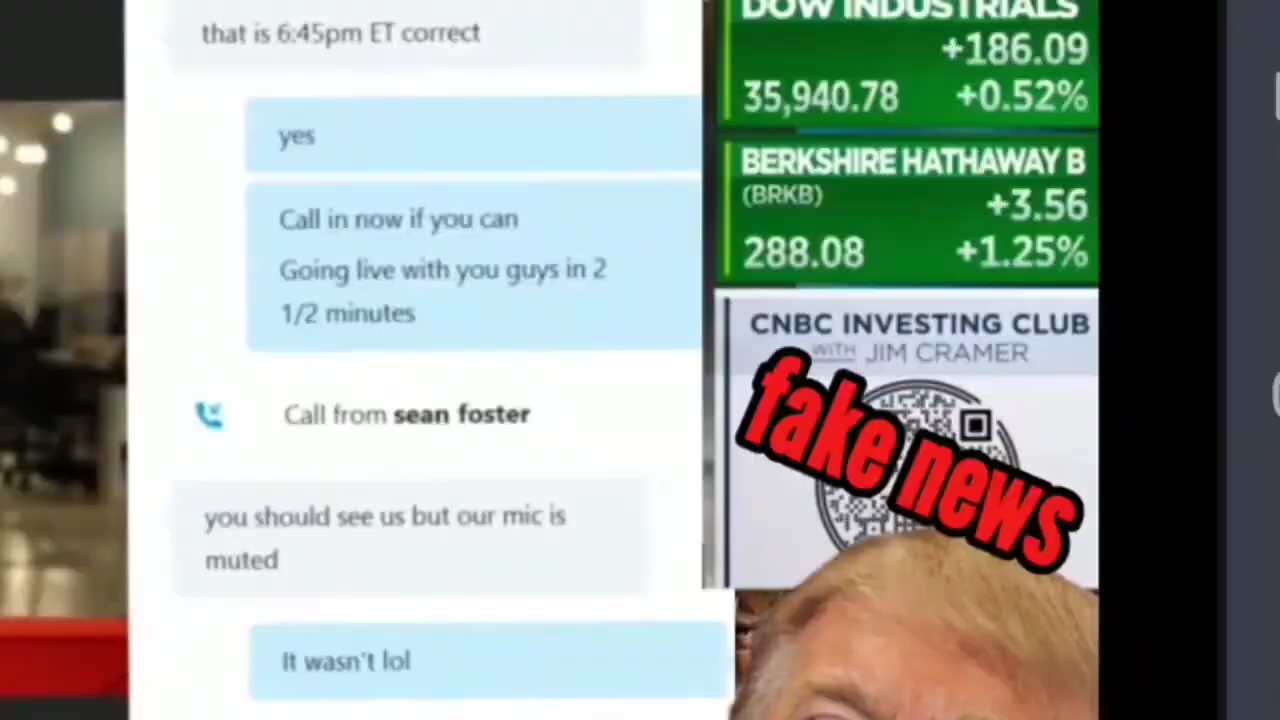 that is 6:45pm ET correct
yes
Call in now if you can
Going live with you guys in 2
1/2 minutes
Call from sean foster
you should see us but our mic is
muted
It wasn't lol
DOW INDUSTRIALS
+186.09
35,940.78 +0.52%
BERKSHIRE HATHAWAY B
(BRKB) +3.56
288.08 +1.25%
CNBC INVESTING CLUB
WITH JIM CRAMER
fake news